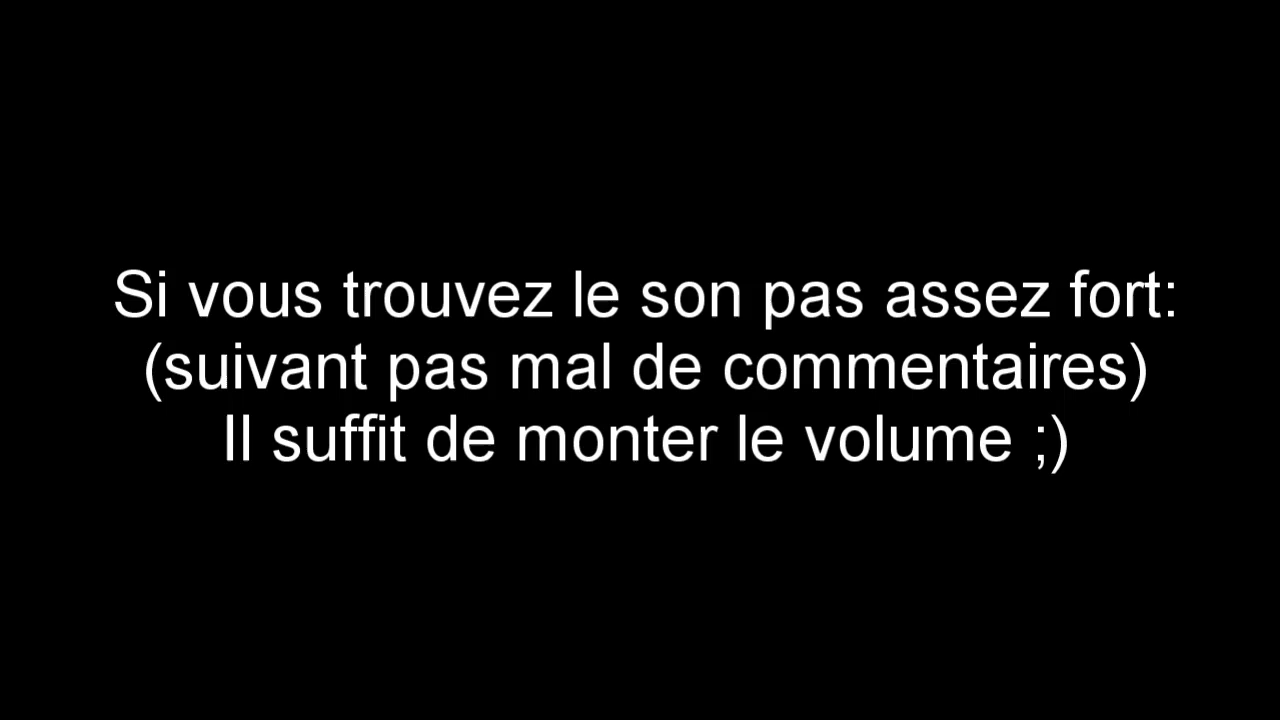 Si vous trouvez le son pas assez fort:
(suivant pas mal de commentaires)
Il suffit de monter le volume ;)